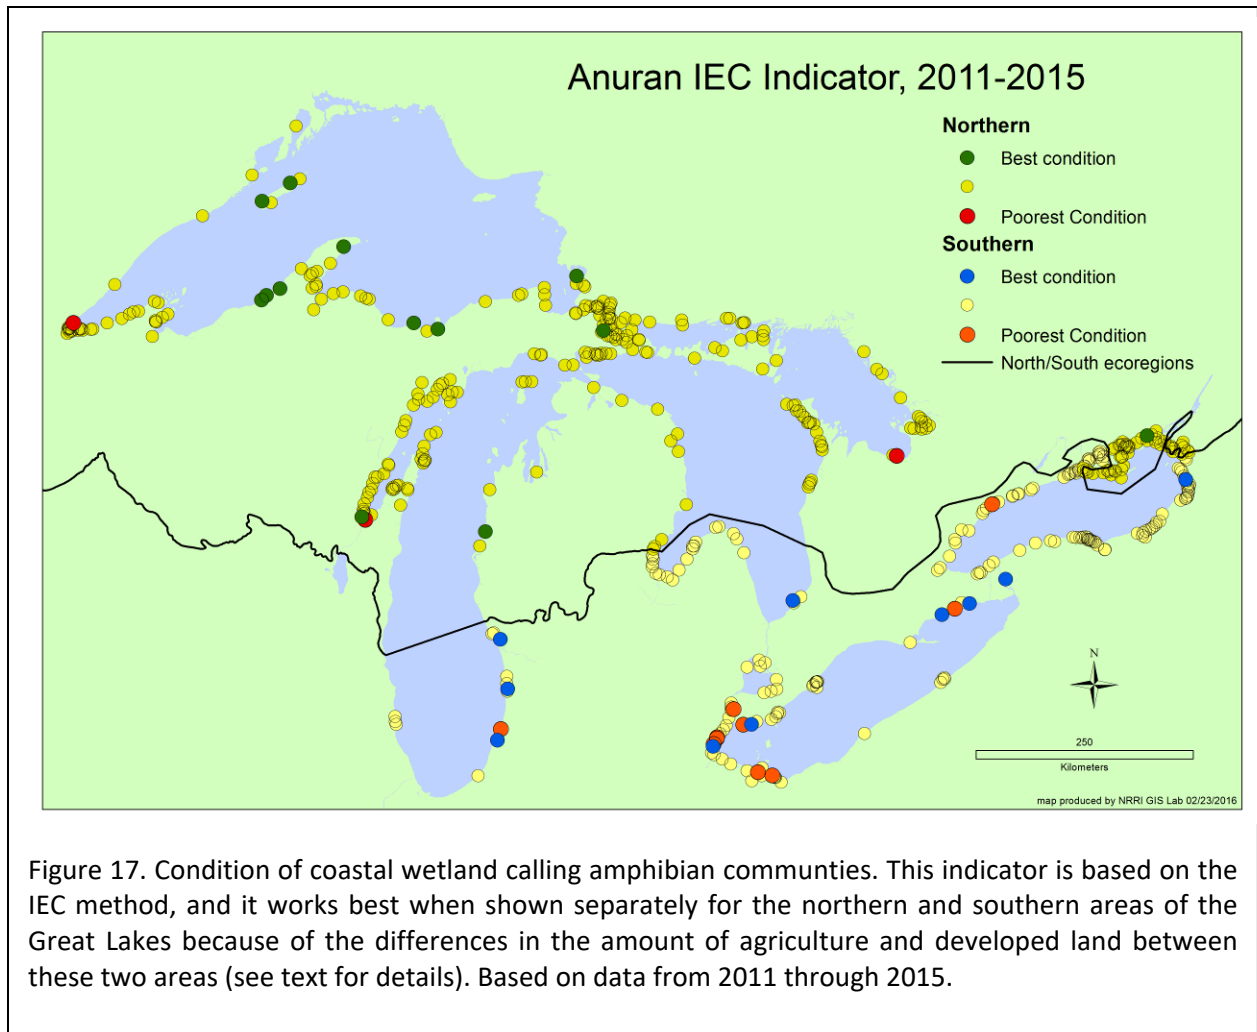 Anuran IEC Indicator, 2011-2015
Northern
Best condition
Poorest Condition
Southern
Best condition
Poorest Condition
North/South ecoregions
N
250
Kilometers
map produced by NRRI GIS Lab 02/23/2016
Figure 17. Condition of coastal wetland calling amphibian communties. This indicator is based on the
IEC method, and it works best when shown separately for the northern and southern areas of the
Great Lakes because of the differences in the amount of agriculture and developed land between
these two areas (see text for details). Based on data from 2011 through 2015.